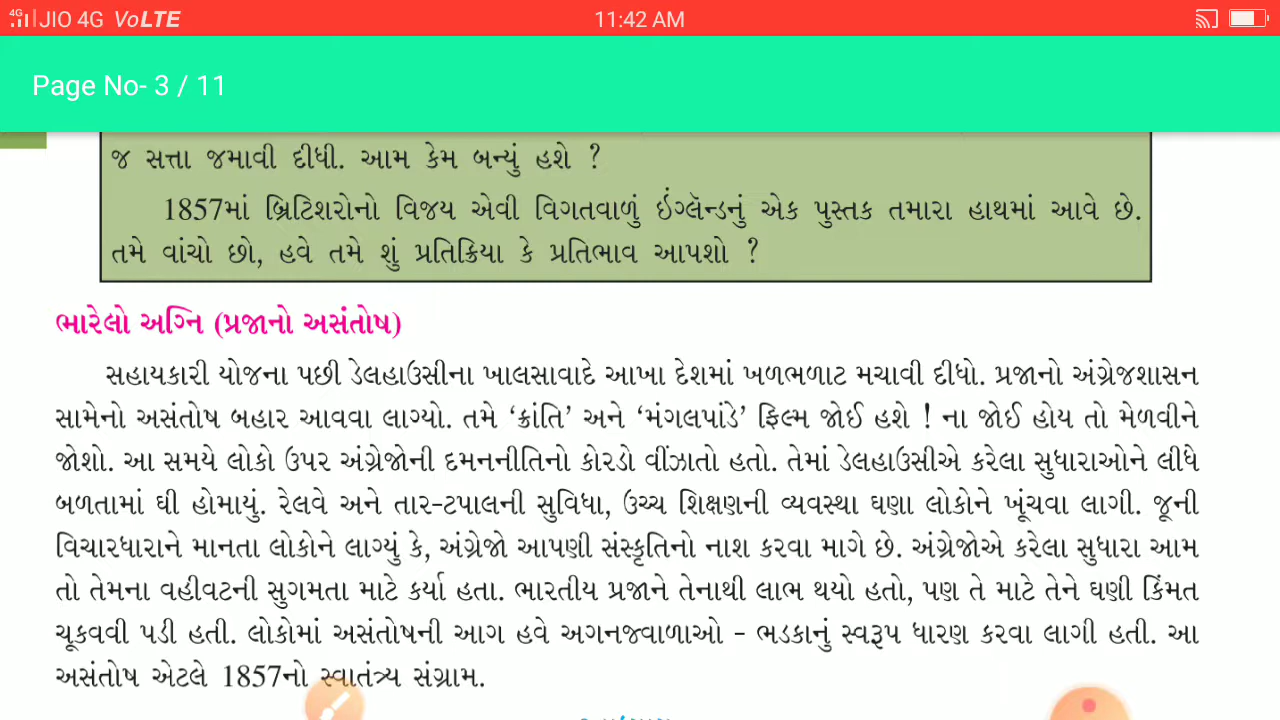 4G JIO 4G VoLTE 11:42 AM
Page No- 3 / 11
જ સત્તા જમાવી દીધી. આમ કેમ બન્યું હશે ?
1857માં બ્રિટિશરોનો વિજય એવી વિગતવાળું ઇંગ્લૅન્ડનું એક પુસ્તક તમારા હાથમાં આવે છે.
તમે વાંચો છો, હવે તમે શું પ્રતિક્રિયા કે પ્રતિભાવ આપશો ?
ભારેલો અગ્નિ (પ્રજાનો અસંતોષ)
સહાયકારી યોજના પછી ડેલહાઉસીના ખાલસાવાદે આખા દેશમાં ખળભળાટ મચાવી દીધો. પ્રજાનો અંગ્રેજશાસન
સામેનો અસંતોષ બહાર આવવા લાગ્યો. તમે ‘ક્રાંતિ’ અને ‘મંગલપાંડે’ ફિલ્મ જોઈ હશે ! ના જોઈ હોય તો મેળવીને
જોશો. આ સમયે લોકો ઉપર અંગ્રેજોની દમનનીતિનો કોરડો વીંઝાતો હતો. તેમાં ડેલહાઉસીએ કરેલા સુધારાઓને લીધે
બળતામાં ઘી હોમાયું. રેલવે અને તાર-ટપાલની સુવિધા, ઉચ્ચ શિક્ષણની વ્યવસ્થા ઘણા લોકોને ખૂંચવા લાગી. જૂની
વિચારધારાને માનતા લોકોને લાગ્યું કે, અંગ્રેજો આપણી સંસ્કૃતિનો નાશ કરવા માગે છે. અંગ્રેજોએ કરેલા સુધારા આમ
તો તેમના વહીવટની સુગમતા માટે કર્યા હતા. ભારતીય પ્રજાને તેનાથી લાભ થયો હતો, પણ તે માટે તેને ઘણી કિંમત
ચૂકવવી પડી હતી. લોકોમાં અસંતોષની આગ હવે અગનજ્વાળાઓ - ભડકાનું સ્વરૂપ ધારણ કરવા લાગી હતી. આ
અસંતોષ એટલે 1857નો સ્વાતંત્ર્ય સંગ્રામ.